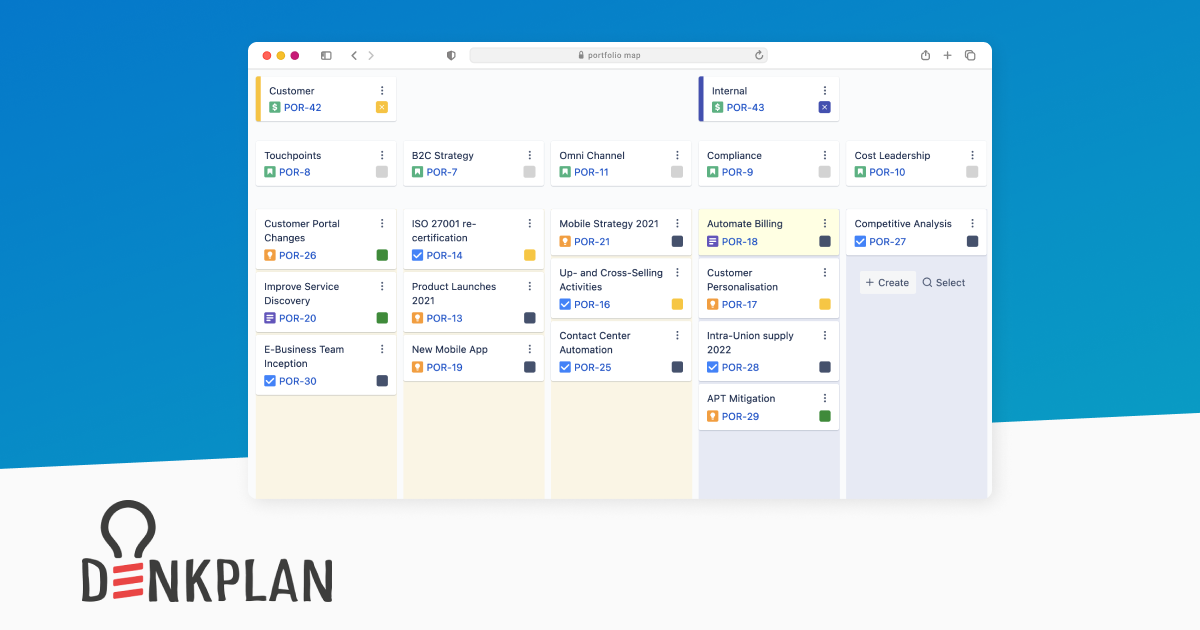 portfolio map
Customer
POR-42
Internal
POR-43
Touchpoints
POR-8
B2C Strategy
POR-7
Omni Channel
POR-11
Compliance
POR-9
Cost Leadership
POR-10
Customer Portal
Changes
POR-26
Improve Service
Discovery
POR-20
E-Business Team
Inception
POR-30
ISO 27001 re-
certification
POR-14
Product Launches
2021
POR-13
New Mobile App
POR-19
Mobile Strategy 2021
POR-21
Up- and Cross-Selling
Activities
POR-16
Contact Center
Automation
POR-25
Automate Billing
POR-18
Customer
Personalisation
POR-17
Intra-Union supply
2022
POR-28
APT Mitigation
POR-29
Competitive Analysis
POR-27
+ Create
Select
DENKPLAN